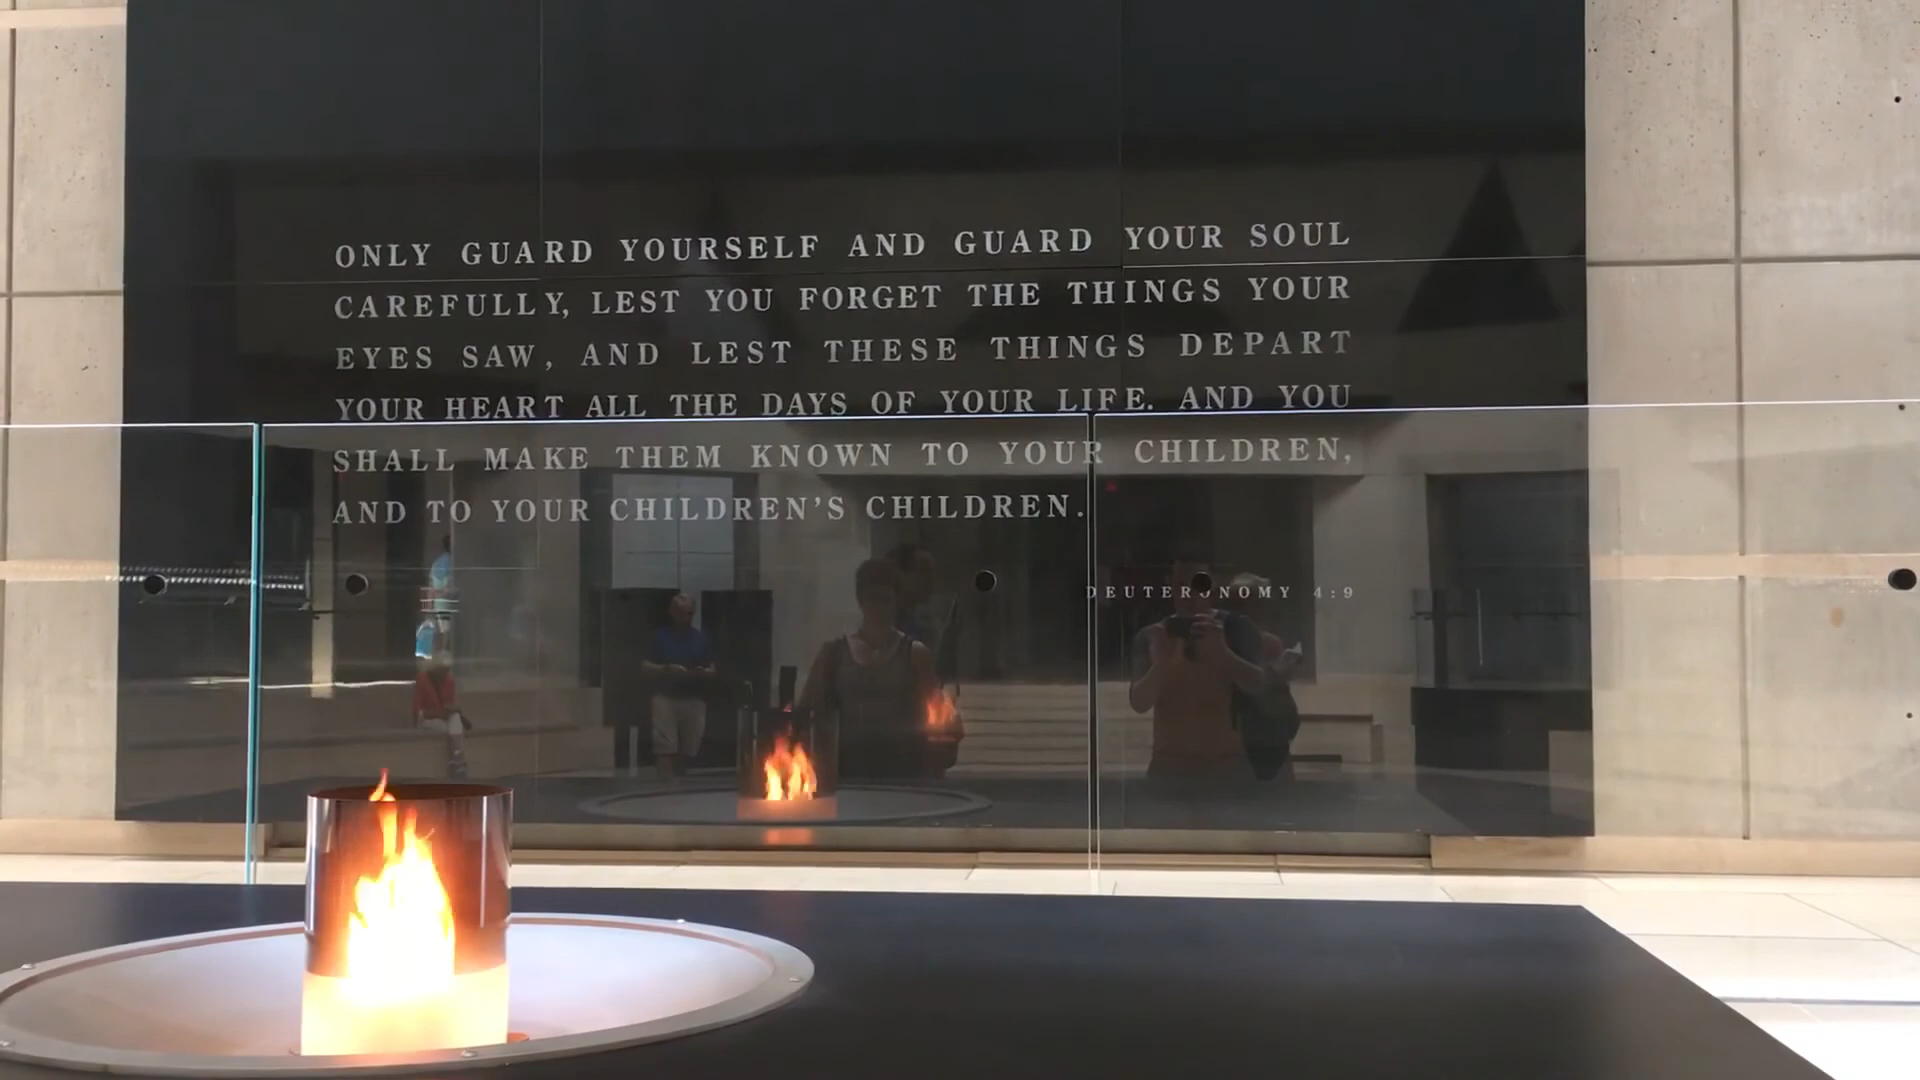 ONLY GUARD YOURSELF AND GUARD YOUR SOUL
CAREFULLY, LEST YOU FORGET THE THINGS YOUR
EYES SAW, AND LEST THESE THINGS DEPART
YOUR HEART ALL THE DAYS OF YOUR LIFE. AND YOU
SHALL MAKE THEM KNOWN TO YOUR CHILDREN,
AND TO YOUR CHILDREN'S CHILDREN.
DEUTERONOMY 4:9